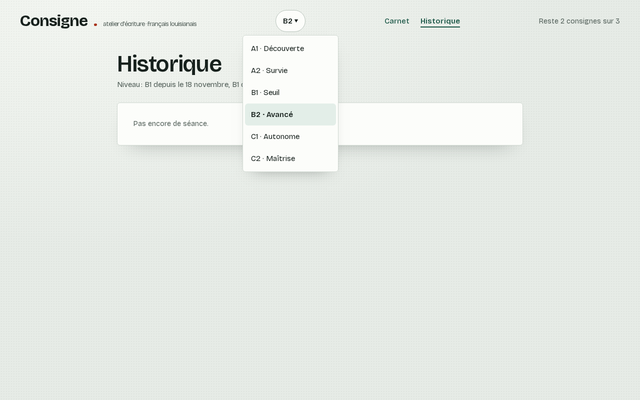 Consigne
atelier d'écriture · français louisianais
B2 ▾
Carnet
Historique
Reste 2 consignes sur 3
Historique
Niveau : B1 depuis le 18 novembre, B1
Pas encore de séance.
A1 · Découverte
A2 · Survie
B1 · Seuil
B2 · Avancé
C1 · Autonome
C2 · Maîtrise